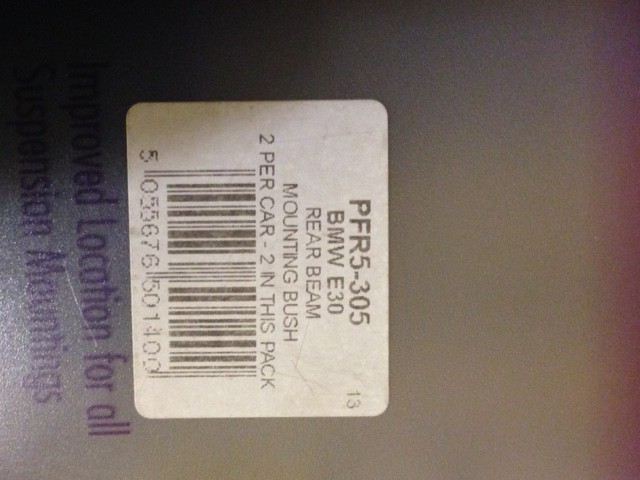 PFR5-305
BMW E30
REAR BEAM
MOUNTING BUSH
2 PER CAR - 2 IN THIS PACK
13
5 055676 501400
Improved Location for all
Suspension Mountings